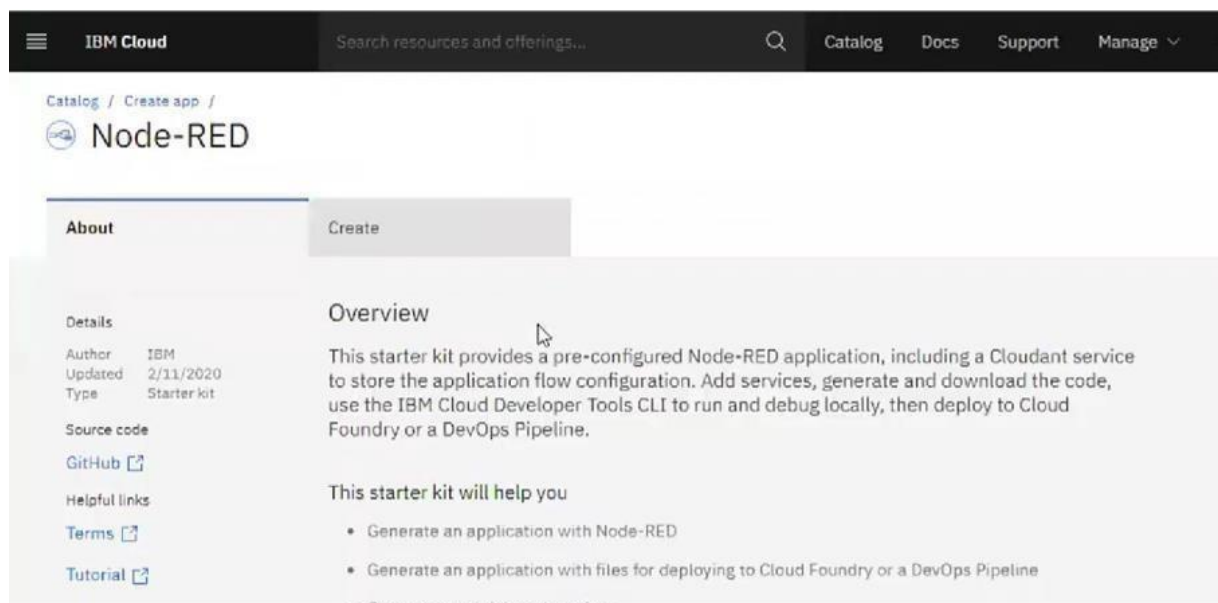 IBM Cloud
Search resources and offerings...
Catalog
Docs
Support
Manage
Catalog / Create app /
Node-RED
About
Create
Details
Author IBM
Updated 2/11/2020
Type Starter kit
Source code
GitHub
Helpful links
Terms
Tutorial
Overview
This starter kit provides a pre-configured Node-RED application, including a Cloudant service
to store the application flow configuration. Add services, generate and download the code,
use the IBM Cloud Developer Tools CLI to run and debug locally, then deploy to Cloud
Foundry or a DevOps Pipeline.
This starter kit will help you
• Generate an application with Node-RED
• Generate an application with files for deploying to Cloud Foundry or a DevOps Pipeline